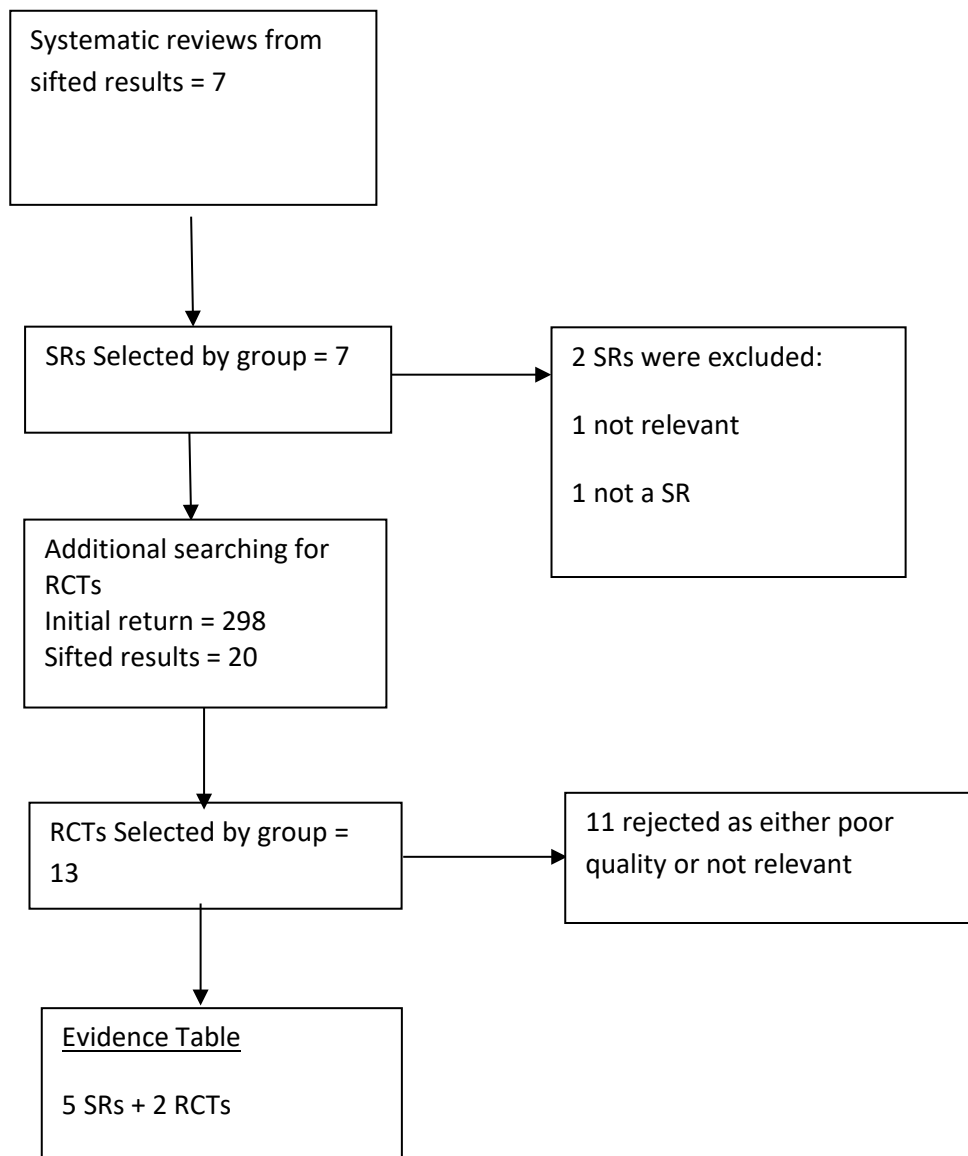 Systematic reviews from
sifted results = 7
SRs Selected by group = 7
2 SRs were excluded:
1 not relevant
1 not a SR
Additional searching for
RCTs
Initial return = 298
Sifted results = 20
RCTs Selected by group =
13
11 rejected as either poor
quality or not relevant
Evidence Table
5 SRs + 2 RCTs